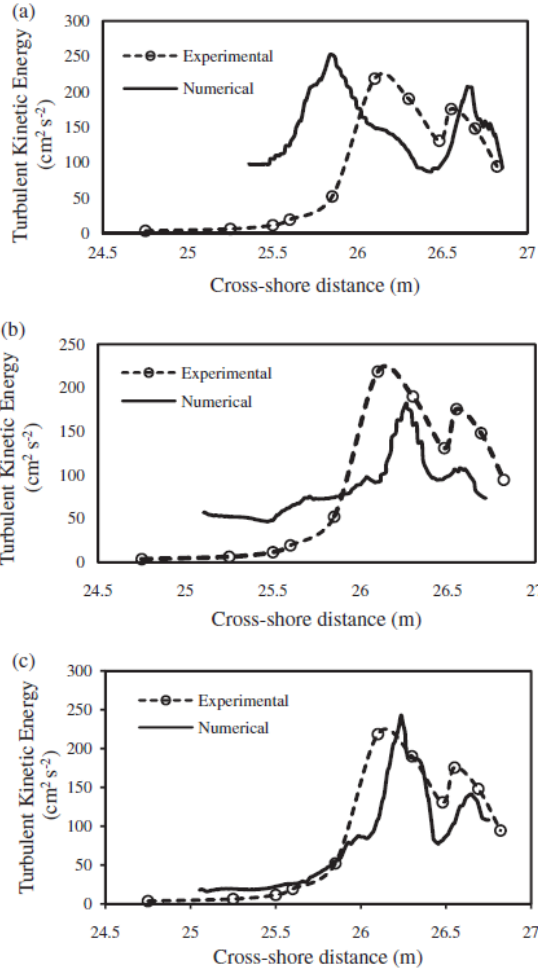 (a)
300
250
200
150
100
50
0
Turbulent Kinetic Energy
(cm² s⁻²)
Experimental
Numerical
24.5 25 25.5 26 26.5 27
Cross-shore distance (m)
(b)
250
200
150
100
50
0
Turbulent Kinetic Energy
(cm² s⁻²)
Experimental
Numerical
24.5 25 25.5 26 26.5 27
Cross-shore distance (m)
(c)
300
250
200
150
100
50
0
Turbulent Kinetic Energy
(cm² s⁻²)
Experimental
Numerical
24.5 25 25.5 26 26.5 27
Cross-shore distance (m)